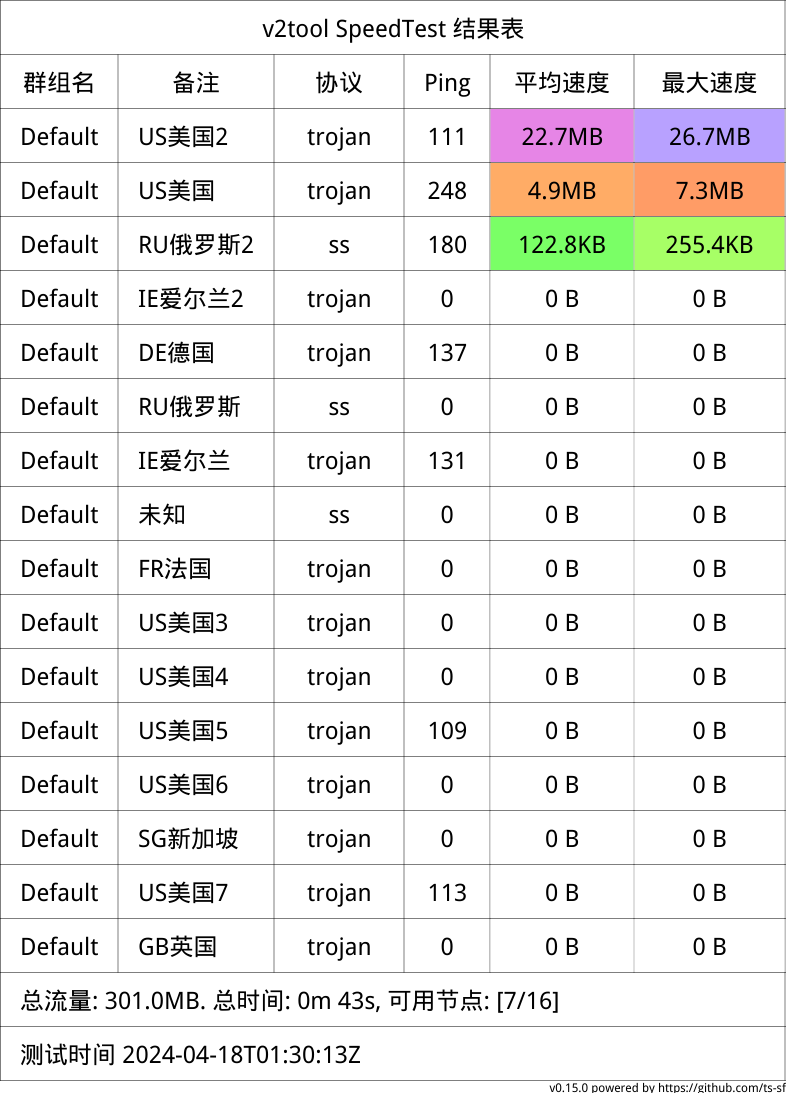 v2tool SpeedTest 结果表
群组名 备注 协议 Ping 平均速度 最大速度
Default US美国2 trojan 111 22.7MB 26.7MB
Default US美国 trojan 248 4.9MB 7.3MB
Default RU俄罗斯2 ss 180 122.8KB 255.4KB
Default IE爱尔兰2 trojan 0 0 B 0 B
Default DE德国 trojan 137 0 B 0 B
Default RU俄罗斯 ss 0 0 B 0 B
Default IE爱尔兰 trojan 131 0 B 0 B
Default 未知 ss 0 0 B 0 B
Default FR法国 trojan 0 0 B 0 B
Default US美国3 trojan 0 0 B 0 B
Default US美国4 trojan 0 0 B 0 B
Default US美国5 trojan 109 0 B 0 B
Default US美国6 trojan 0 0 B 0 B
Default SG新加坡 trojan 0 0 B 0 B
Default US美国7 trojan 113 0 B 0 B
Default GB英国 trojan 0 0 B 0 B
总流量: 301.0MB. 总时间: 0m 43s, 可用节点: [7/16]
测试时间 2024-04-18T01:30:13Z
v0.15.0 powered by https://github.com/ts-sf